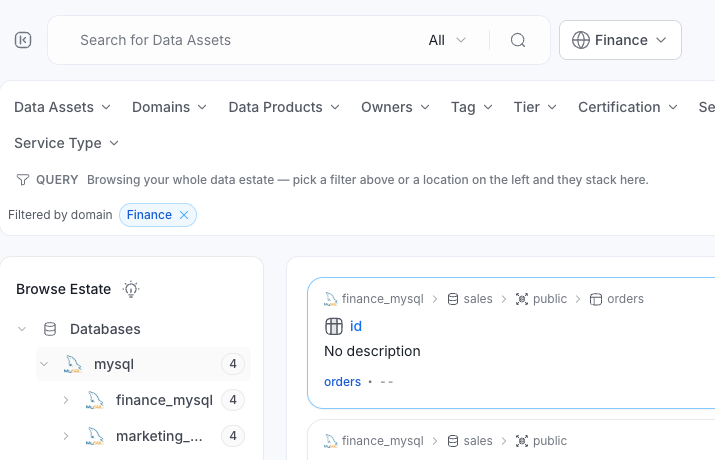 Search for Data Assets All Finance
Data Assets Domains Data Products Owners Tag Tier Certification Se
Service Type
QUERY Browsing your whole data estate — pick a filter above or a location on the left and they stack here.
Filtered by domain Finance
Browse Estate
Databases
mysql 4
finance_mysql 4
marketing_... 4
finance_mysql sales public orders
id
No description
orders • --
finance_mysql sales public